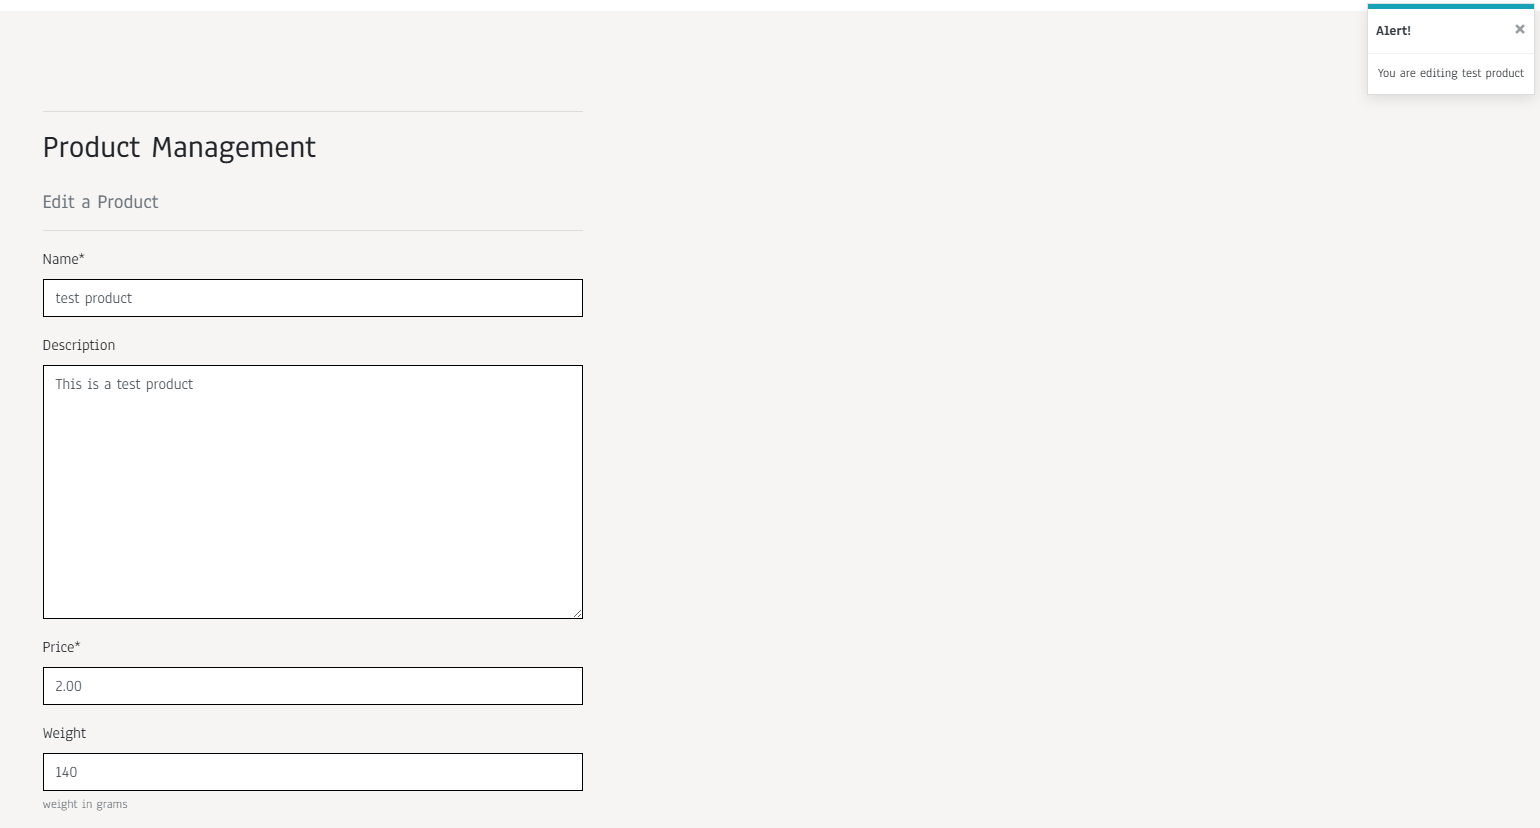 Alert!
×
You are editing test product
Product Management
Edit a Product
Name*
test product
Description
This is a test product
Price*
2.00
Weight
140
weight in grams